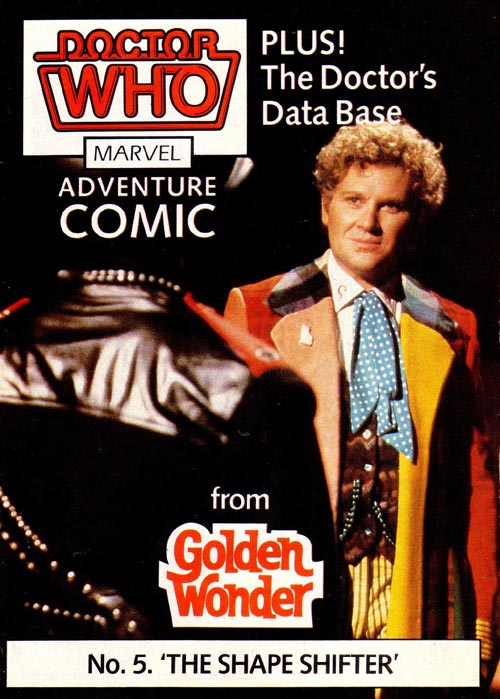 DOCTOR
WHO
MARVEL
ADVENTURE
COMIC
PLUS!
The Doctor's
Data Base
from
Golden
Wonder
No. 5. 'THE SHAPE SHIFTER'